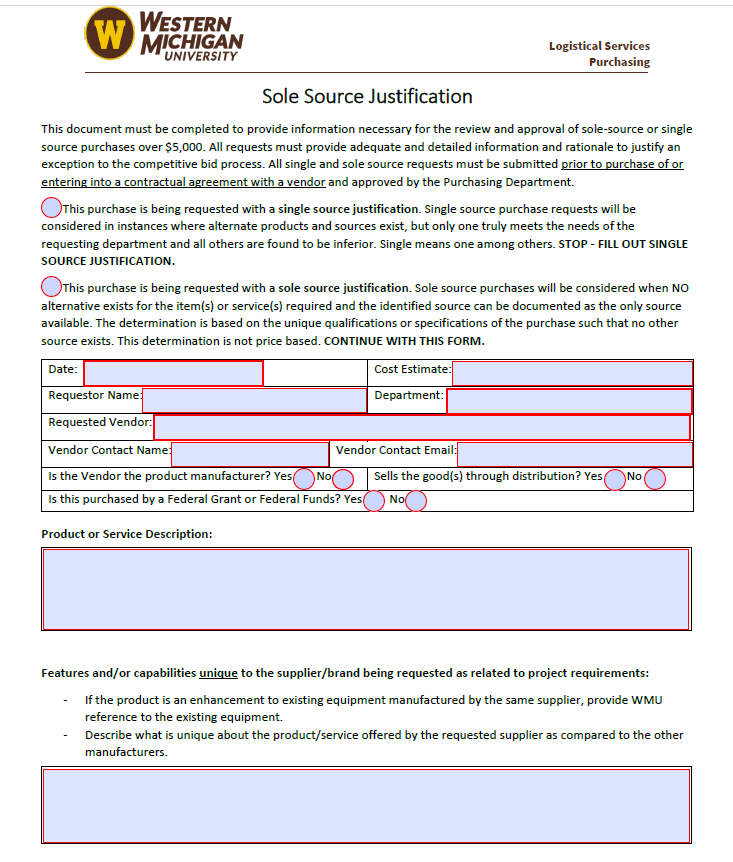 W
WESTERN
MICHIGAN
UNIVERSITY
Logistical Services
Purchasing
Sole Source Justification
This document must be completed to provide information necessary for the review and approval of sole-source or single
source purchases over $5,000. All requests must provide adequate and detailed information and rationale to justify an
exception to the competitive bid process. All single and sole source requests must be submitted prior to purchase of or
entering into a contractual agreement with a vendor and approved by the Purchasing Department.
This purchase is being requested with a single source justification. Single source purchase requests will be
considered in instances where alternate products and sources exist, but only one truly meets the needs of the
requesting department and all others are found to be inferior. Single means one among others. STOP - FILL OUT SINGLE
SOURCE JUSTIFICATION.
This purchase is being requested with a sole source justification. Sole source purchases will be considered when NO
alternative exists for the item(s) or service(s) required and the identified source can be documented as the only source
available. The determination is based on the unique qualifications or specifications of the purchase such that no other
source exists. This determination is not price based. CONTINUE WITH THIS FORM.
Date: Cost Estimate:
Requestor Name: Department:
Requested Vendor:
Vendor Contact Name: Vendor Contact Email:
Is the Vendor the product manufacturer? Yes No Sells the good(s) through distribution? Yes No
Is this purchased by a Federal Grant or Federal Funds? Yes No
Product or Service Description:
Features and/or capabilities unique to the supplier/brand being requested as related to project requirements:
- If the product is an enhancement to existing equipment manufactured by the same supplier, provide WMU
reference to the existing equipment.
- Describe what is unique about the product/service offered by the requested supplier as compared to the other
manufacturers.